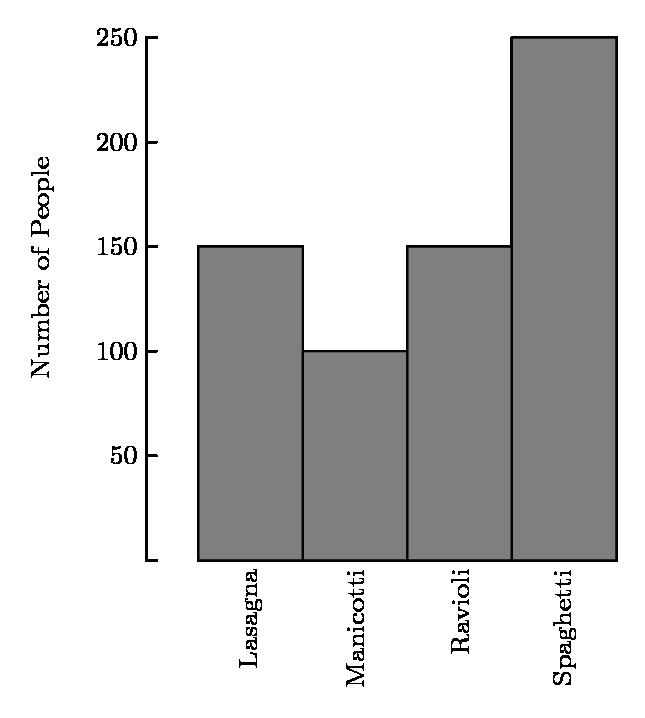 250
200
150
100
50
Number of People
Lasagna
Manicotti
Ravioli
Spaghetti